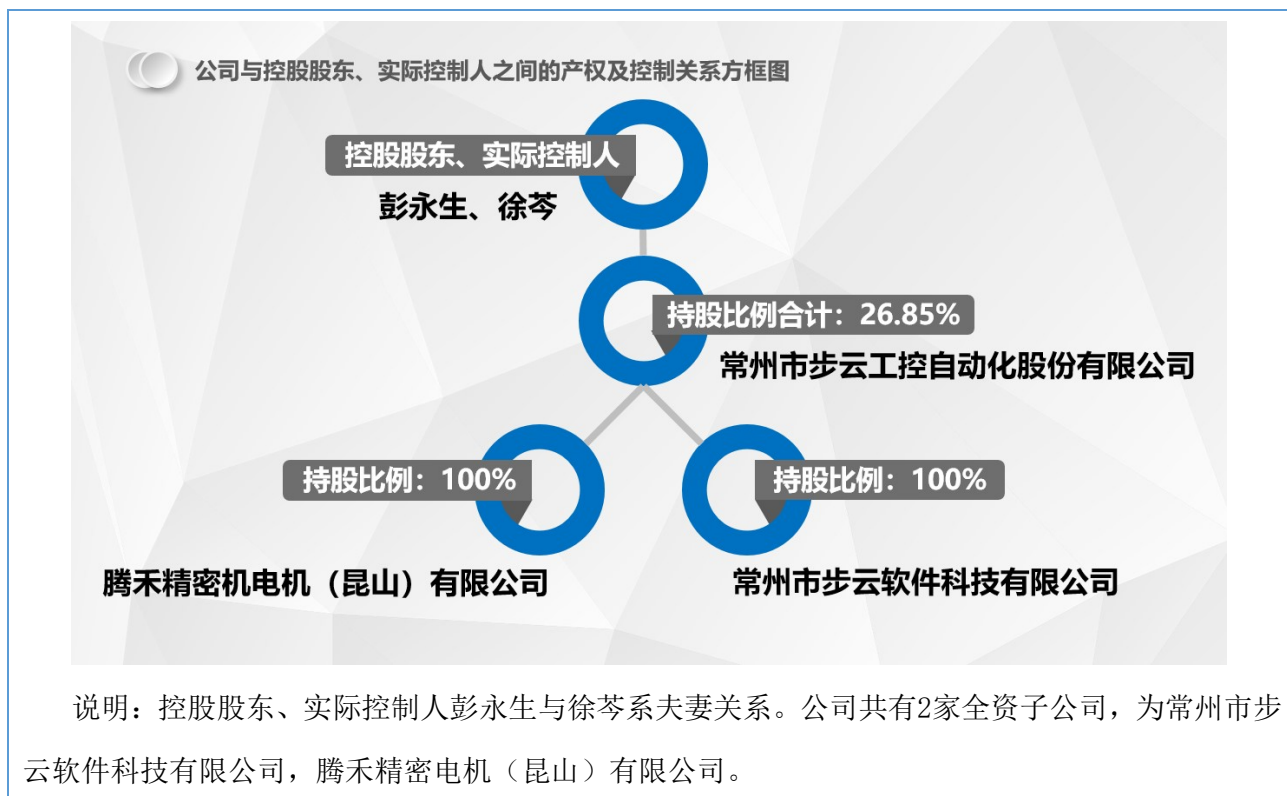 公司与控股股东、实际控制人之间的产权及控制关系方框图
控股股东、实际控制人
彭永生、徐芩
持股比例合计：26.85%
常州市步云工控自动化股份有限公司
持股比例：100%
持股比例：100%
腾禾精密机电机（昆山）有限公司
常州市步云软件科技有限公司
说明：控股股东、实际控制人彭永生与徐芩系夫妻关系。公司共有2家全资子公司，为常州市步
云软件科技有限公司，腾禾精密电机（昆山）有限公司。